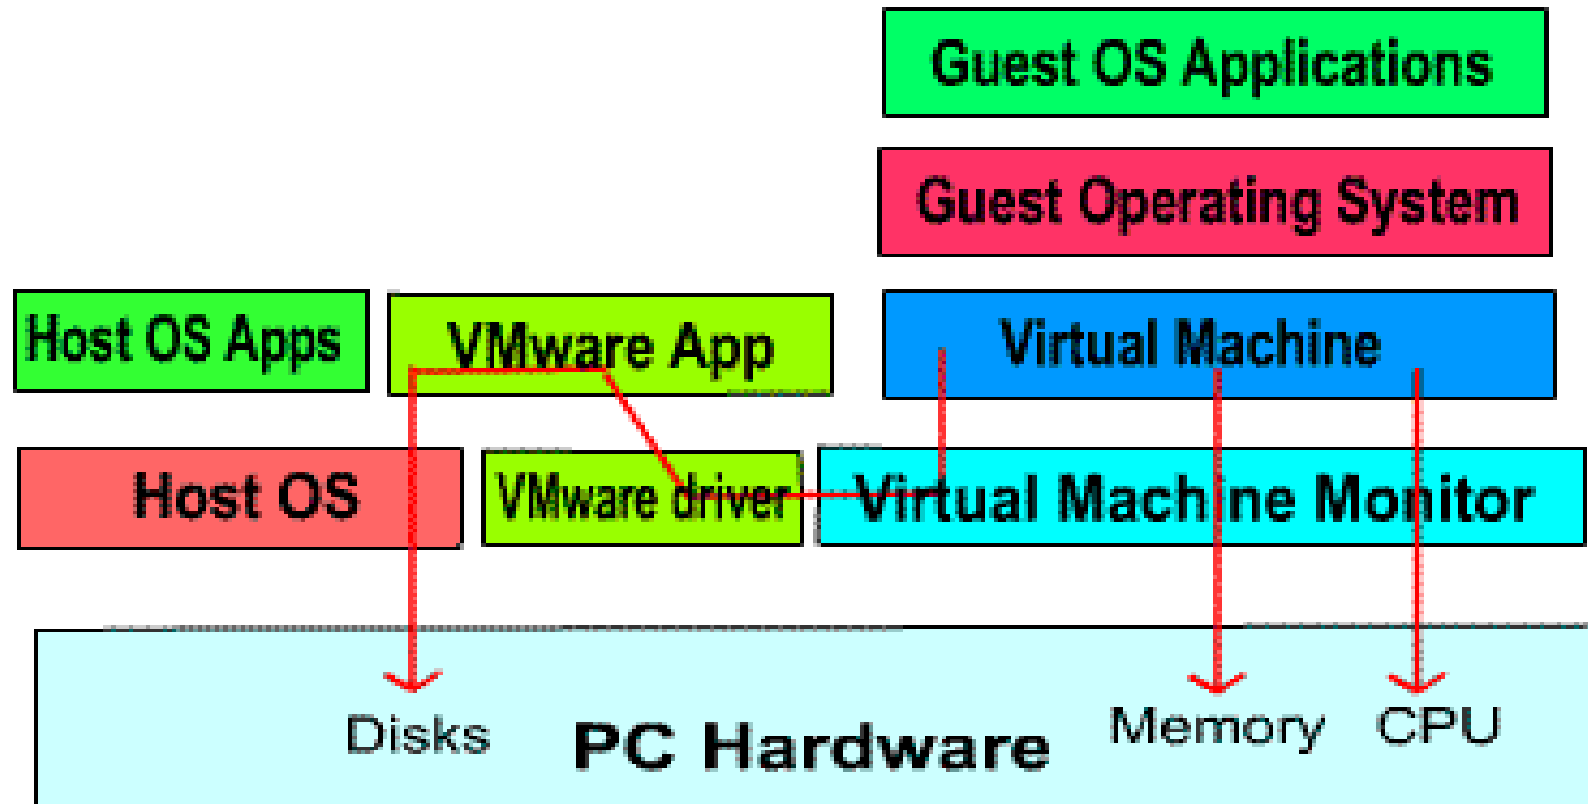 Guest OS Applications
Guest Operating System
Host OS Apps
VMware App
Virtual Machine
Host OS
VMware driver
Virtual Machine Monitor
Disks
PC Hardware
Memory
CPU